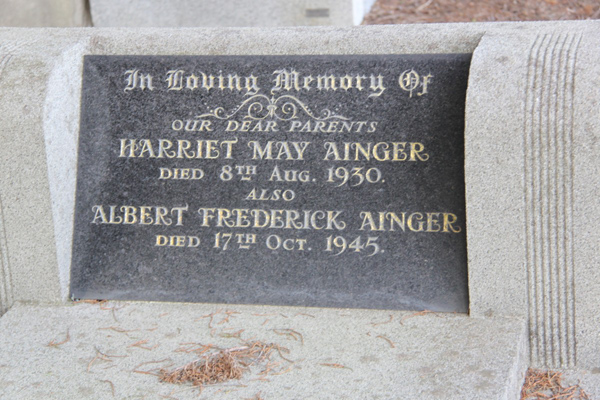 In Loving Memory Of
OUR DEAR PARENTS
HARRIET MAY AINGER
DIED 8TH AUG. 1930.
ALSO
ALBERT FREDERICK AINGER
DIED 17TH OCT. 1945.